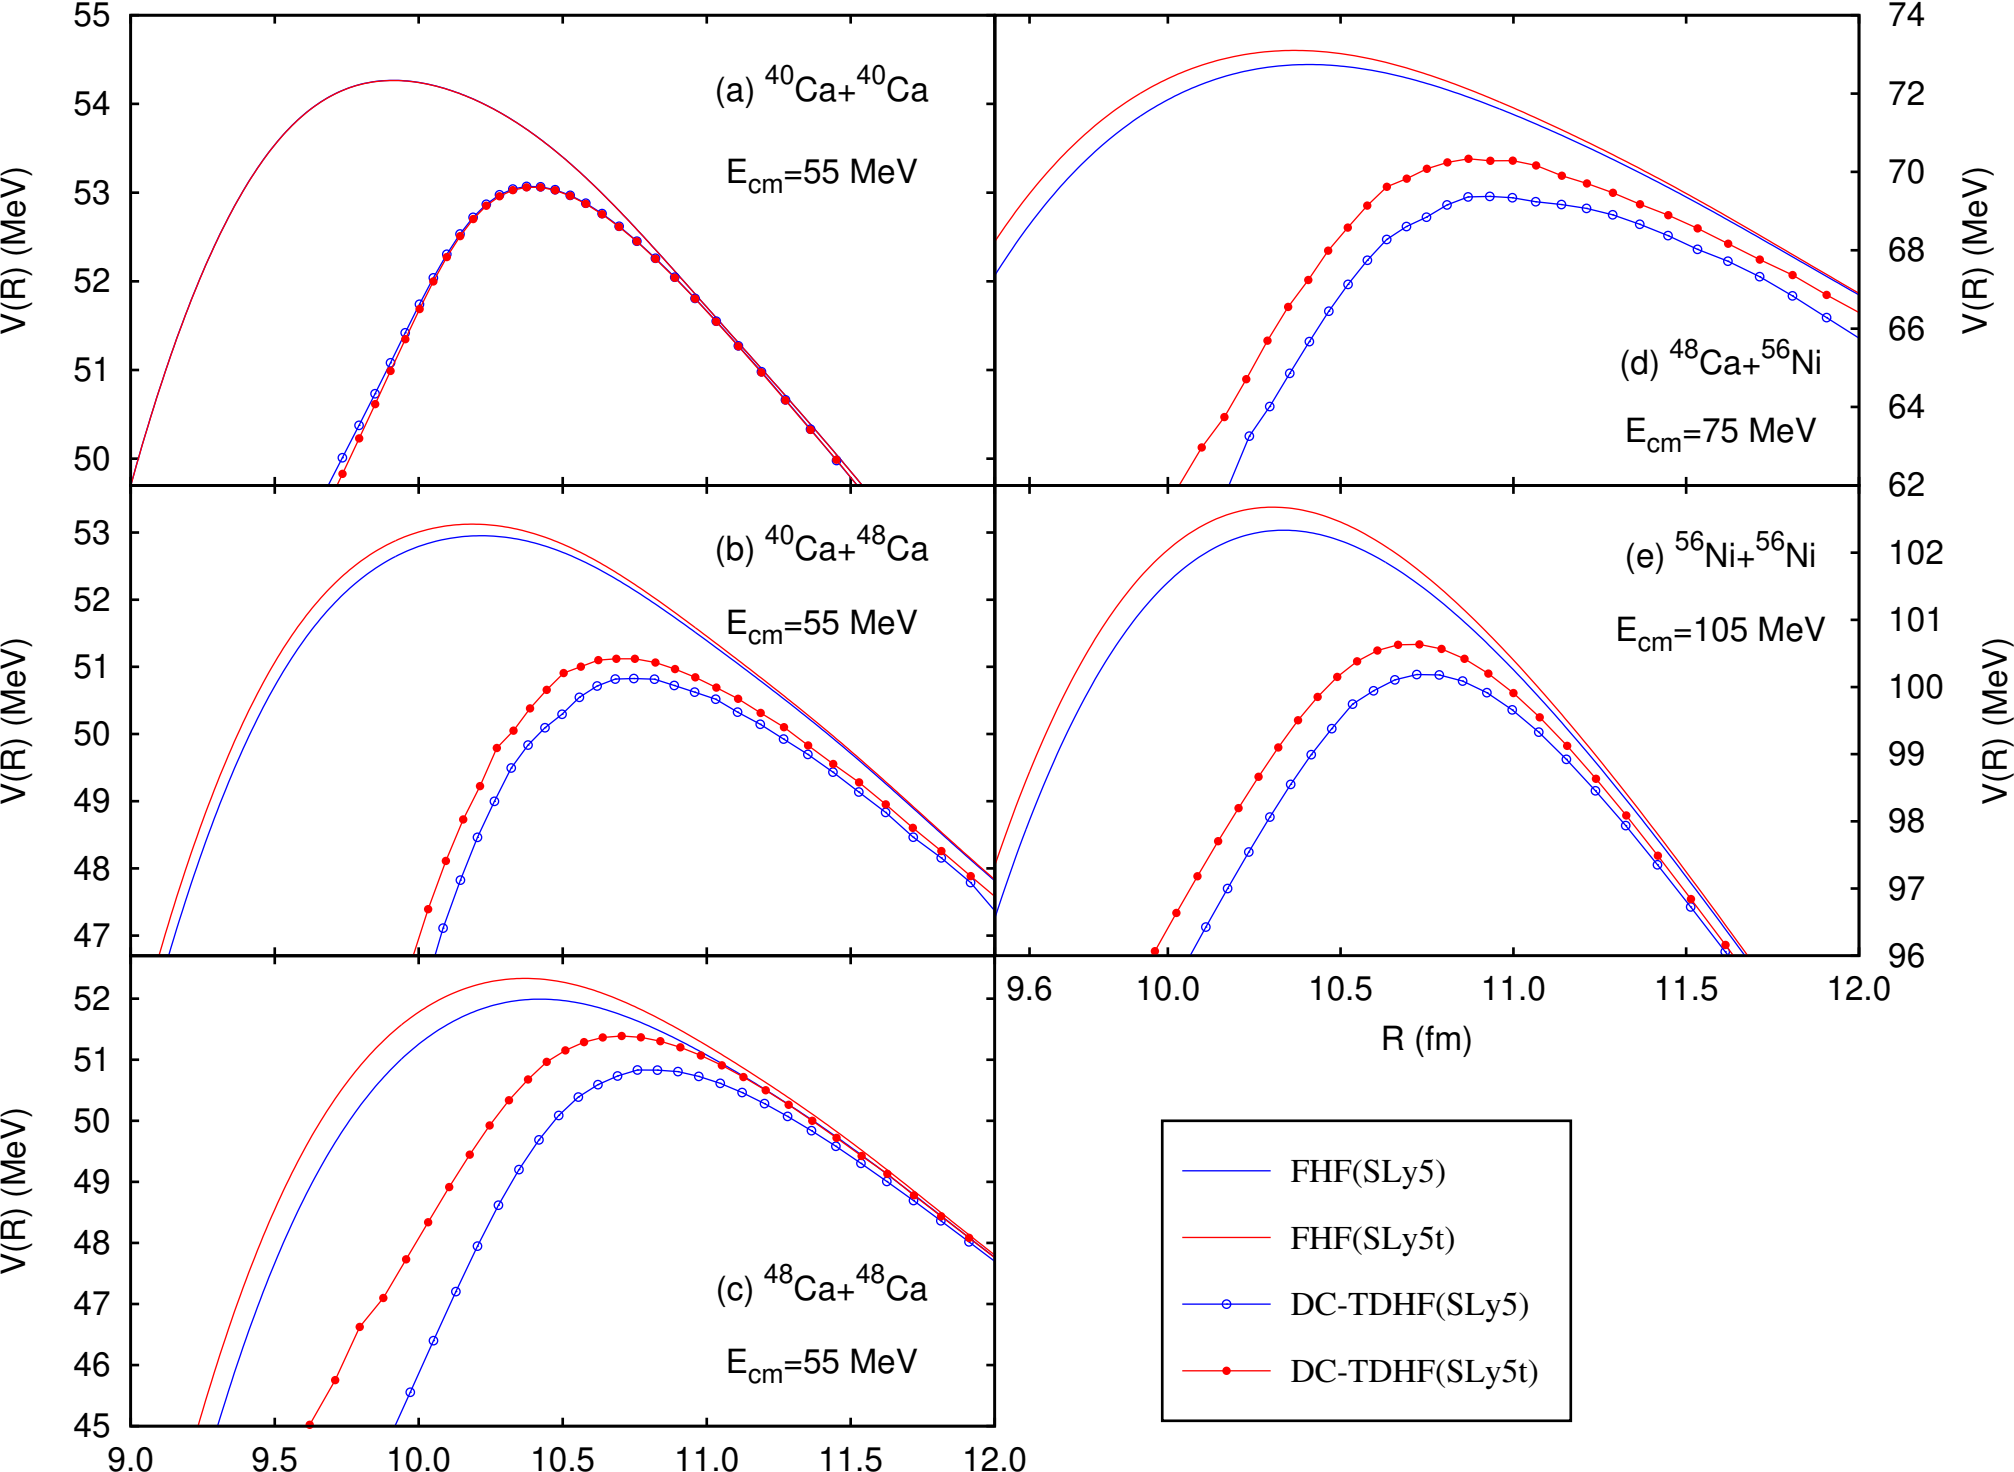 55
54
53
52
51
50
V(R) (MeV)
(a) ⁴⁰Ca+⁴⁰Ca
E_cm=55 MeV
74
72
70
68
66
64
62
V(R) (MeV)
(d) ⁴⁸Ca+⁵⁶Ni
E_cm=75 MeV
53
52
51
50
49
48
47
V(R) (MeV)
(b) ⁴⁰Ca+⁴⁸Ca
E_cm=55 MeV
102
101
100
99
98
97
96
V(R) (MeV)
(e) ⁵⁶Ni+⁵⁶Ni
E_cm=105 MeV
9.6 10.0 10.5 11.0 11.5 12.0
R (fm)
52
51
50
49
48
47
46
45
V(R) (MeV)
(c) ⁴⁸Ca+⁴⁸Ca
E_cm=55 MeV
9.0 9.5 10.0 10.5 11.0 11.5 12.0
FHF(SLy5)
FHF(SLy5t)
DC-TDHF(SLy5)
DC-TDHF(SLy5t)